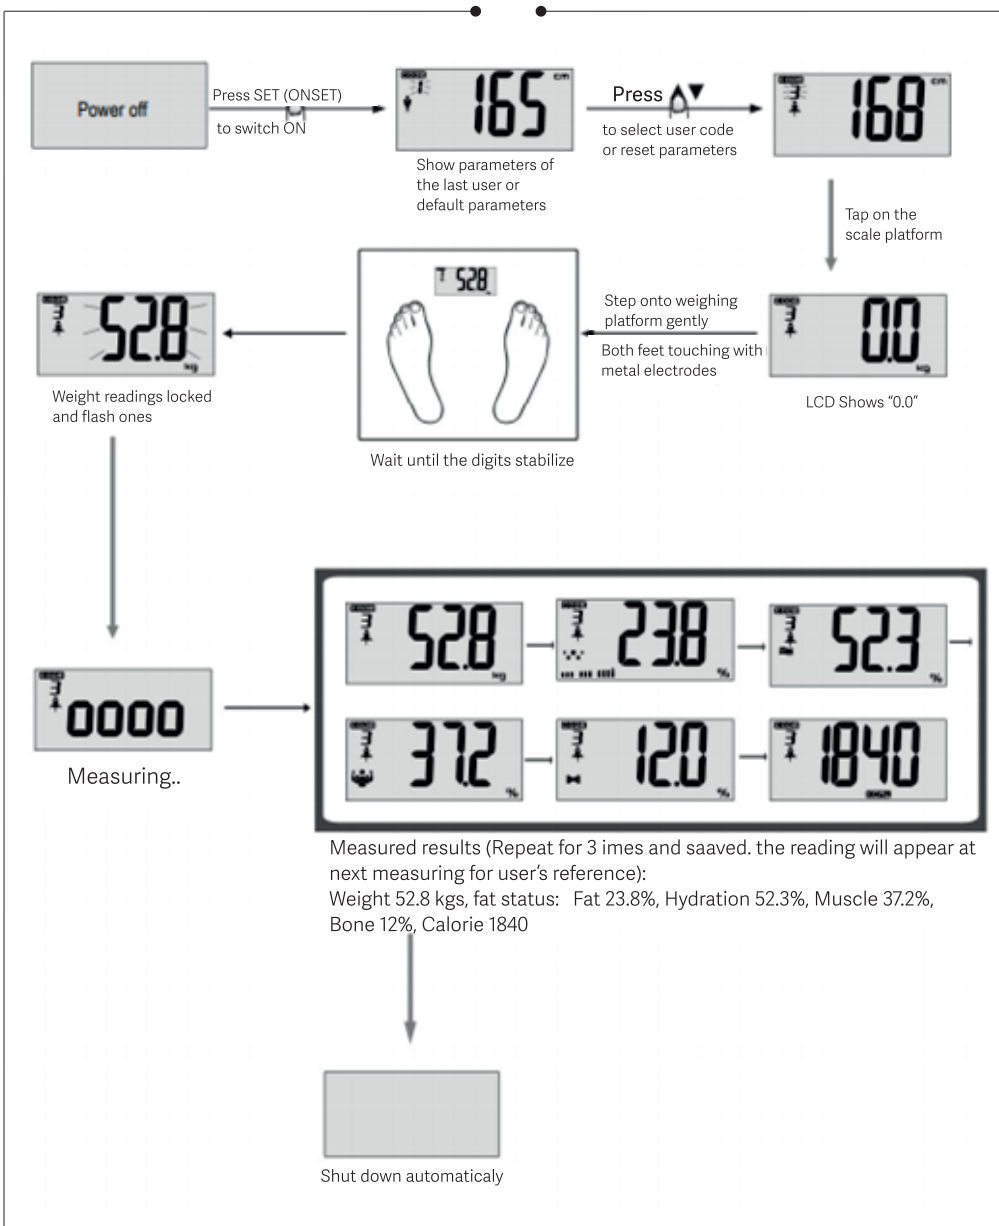 Power off
Press SET (ONSET)
to switch ON
165 cm
Show parameters of
the last user or
default parameters
Press ▲▼
to select user code
or reset parameters
168 cm
Tap on the
scale platform
0.0 kg
LCD Shows “0.0”
Step onto weighing
platform gently
Both feet touching with
metal electrodes
52.8
Wait until the digits stabilize
52.8 kg
Weight readings locked
and flash ones
0000
Measuring..
52.8 kg
23.8 %
52.3 %
37.2 %
12.0 %
1840
Measured results (Repeat for 3 imes and saaved. the reading will appear at
next measuring for user’s reference):
Weight 52.8 kgs, fat status: Fat 23.8%, Hydration 52.3%, Muscle 37.2%,
Bone 12%, Calorie 1840
Shut down automaticaly